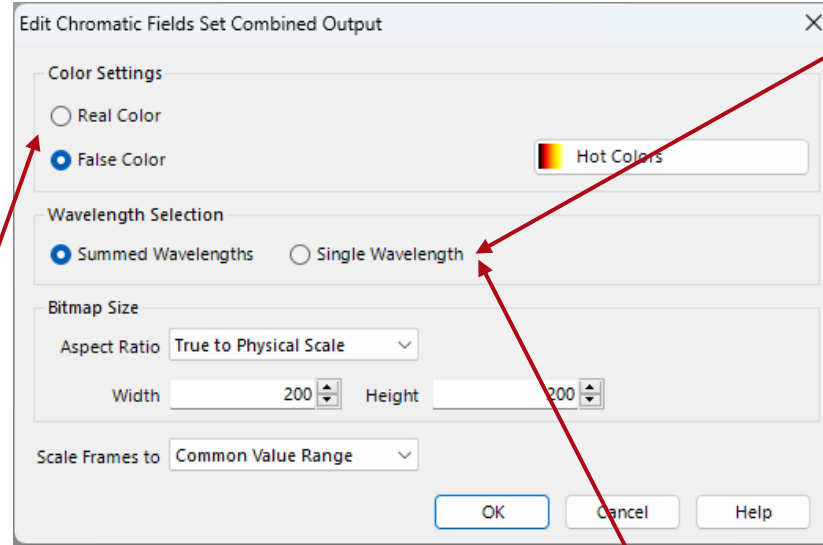 Edit Chromatic Fields Set Combined Output
Color Settings
Real Color
False Color
Hot Colors
Wavelength Selection
Summed Wavelengths Single Wavelength
Bitmap Size
Aspect Ratio True to Physical Scale
Width 200 Height 200
Scale Frames to Common Value Range
OK Cancel Help